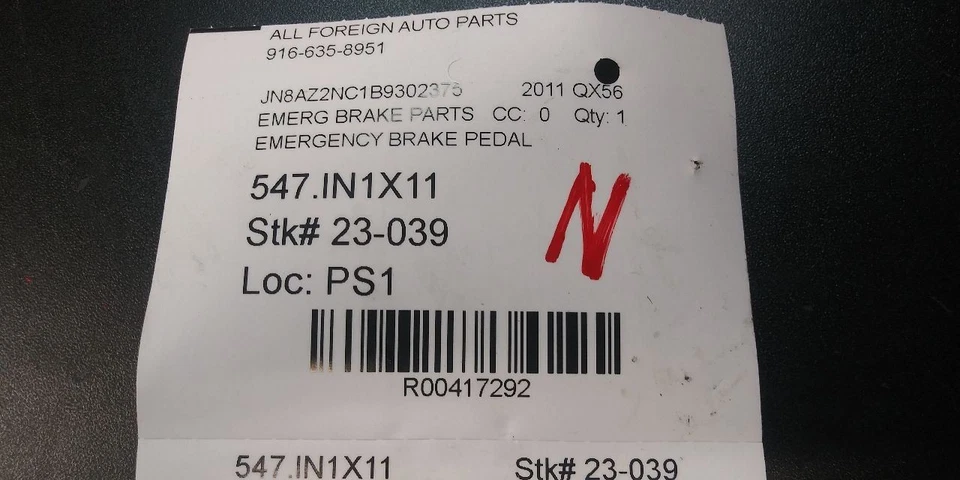 ALL FOREIGN AUTO PARTS
916-635-8951
JN8AZ2NC1B9302375 2011 QX56
EMERG BRAKE PARTS CC: 0 Qty: 1
EMERGENCY BRAKE PEDAL
547.IN1X11
N
Stk# 23-039
Loc: PS1
R00417292
547.IN1X11 Stk# 23-039